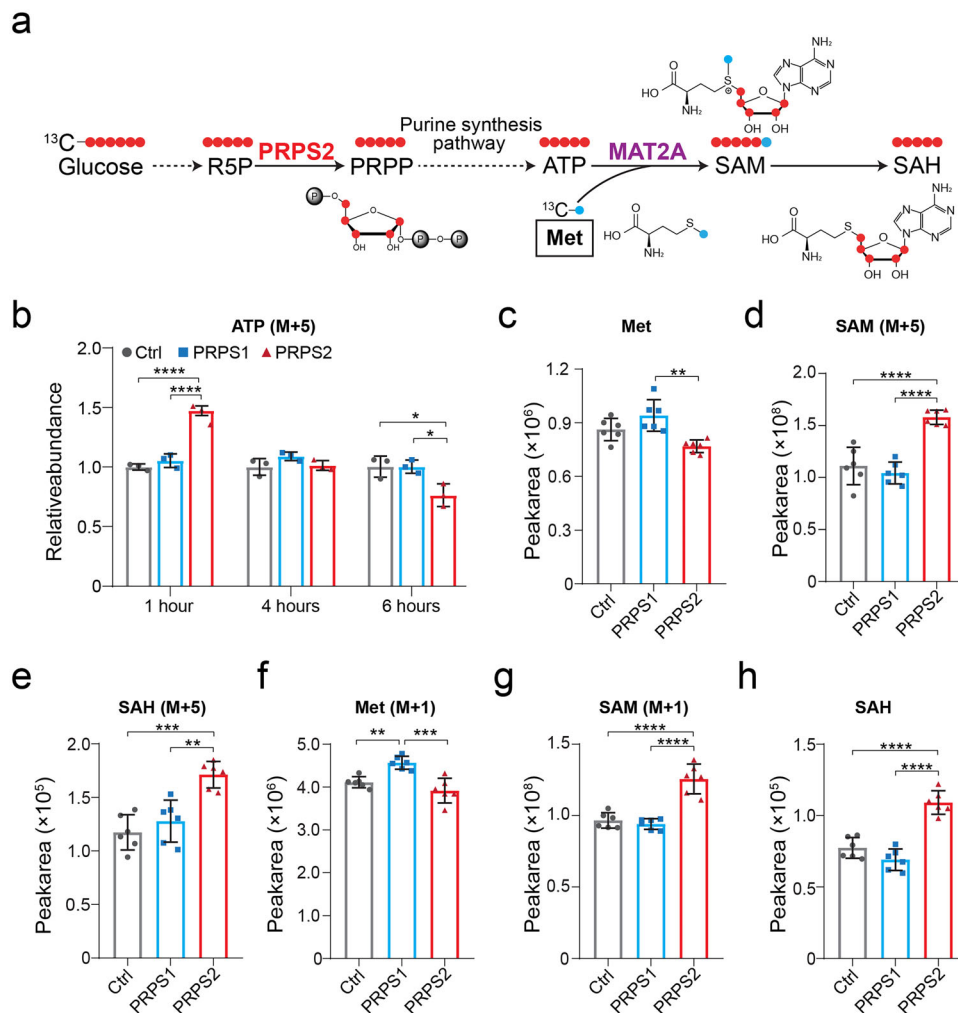 a
NH₂
HO
O
NH₂
S
⊕
O
OH OH
N
N
N
N
¹³C
Purine synthesis
pathway
Glucose
R5P
PRPS2
PRPP
ATP
MAT2A
SAM
SAH
P
O
O
OH
OH
O
P
O
P
¹³C
Met
HO
O
NH₂
S
NH₂
HO
O
NH₂
S
O
OH OH
N
N
N
N
b
ATP (M+5)
Ctrl PRPS1 PRPS2
Relativeabundance
2.0
1.5
1.0
0.5
0
****
****
*
*
1 hour 4 hours 6 hours
c
Met
Peakarea (×10⁶)
1.2
0.9
0.6
0.3
0
**
Ctrl PRPS1 PRPS2
d
SAM (M+5)
Peakarea (×10⁸)
2.0
1.5
1.0
0.5
0
****
****
Ctrl PRPS1 PRPS2
e
SAH (M+5)
Peakarea (×10⁵)
2.0
1.5
1.0
0.5
0
***
**
Ctrl PRPS1 PRPS2
f
Met (M+1)
Peakarea (×10⁶)
5.0
4.0
3.0
2.0
1.0
0
** ***
Ctrl PRPS1 PRPS2
g
SAM (M+1)
Peakarea (×10⁸)
1.5
1.0
0.5
0
****
****
Ctrl PRPS1 PRPS2
h
SAH
Peakarea (×10⁵)
1.5
1.0
0.5
0
****
****
Ctrl PRPS1 PRPS2